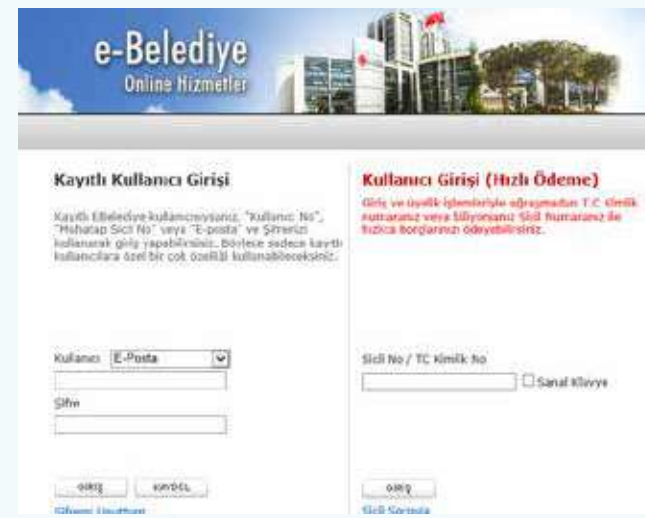 e-Belediye
Online Hizmetler
Kayıtlı Kullanıcı Girişi
Kayıtlı EBelediye kullanıcısıysanız, "Kullanıcı No",
"Muhatap Sicil No" veya "E-posta" ve Şifrenizi
kullanarak giriş yapabilirsiniz. Böylece sadece kayıtlı
kullanıcılara özel bir çok özelliği kullanabileceksiniz.
Kullanıcı E-Posta
Şifre
GİRİŞ KAYDOL
Şifremi Unuttum
Kullanıcı Girişi (Hızlı Ödeme)
Giriş ve üyelik işlemleriyle uğraşmadan T.C Kimlik
numaranız veya biliyorsanız Sicil Numaranız ile
hızlıca borçlarınızı ödeyebilirsiniz.
Sicil No / TC Kimlik No
Sanal Klavye
GİRİŞ
Sicil Sorgula